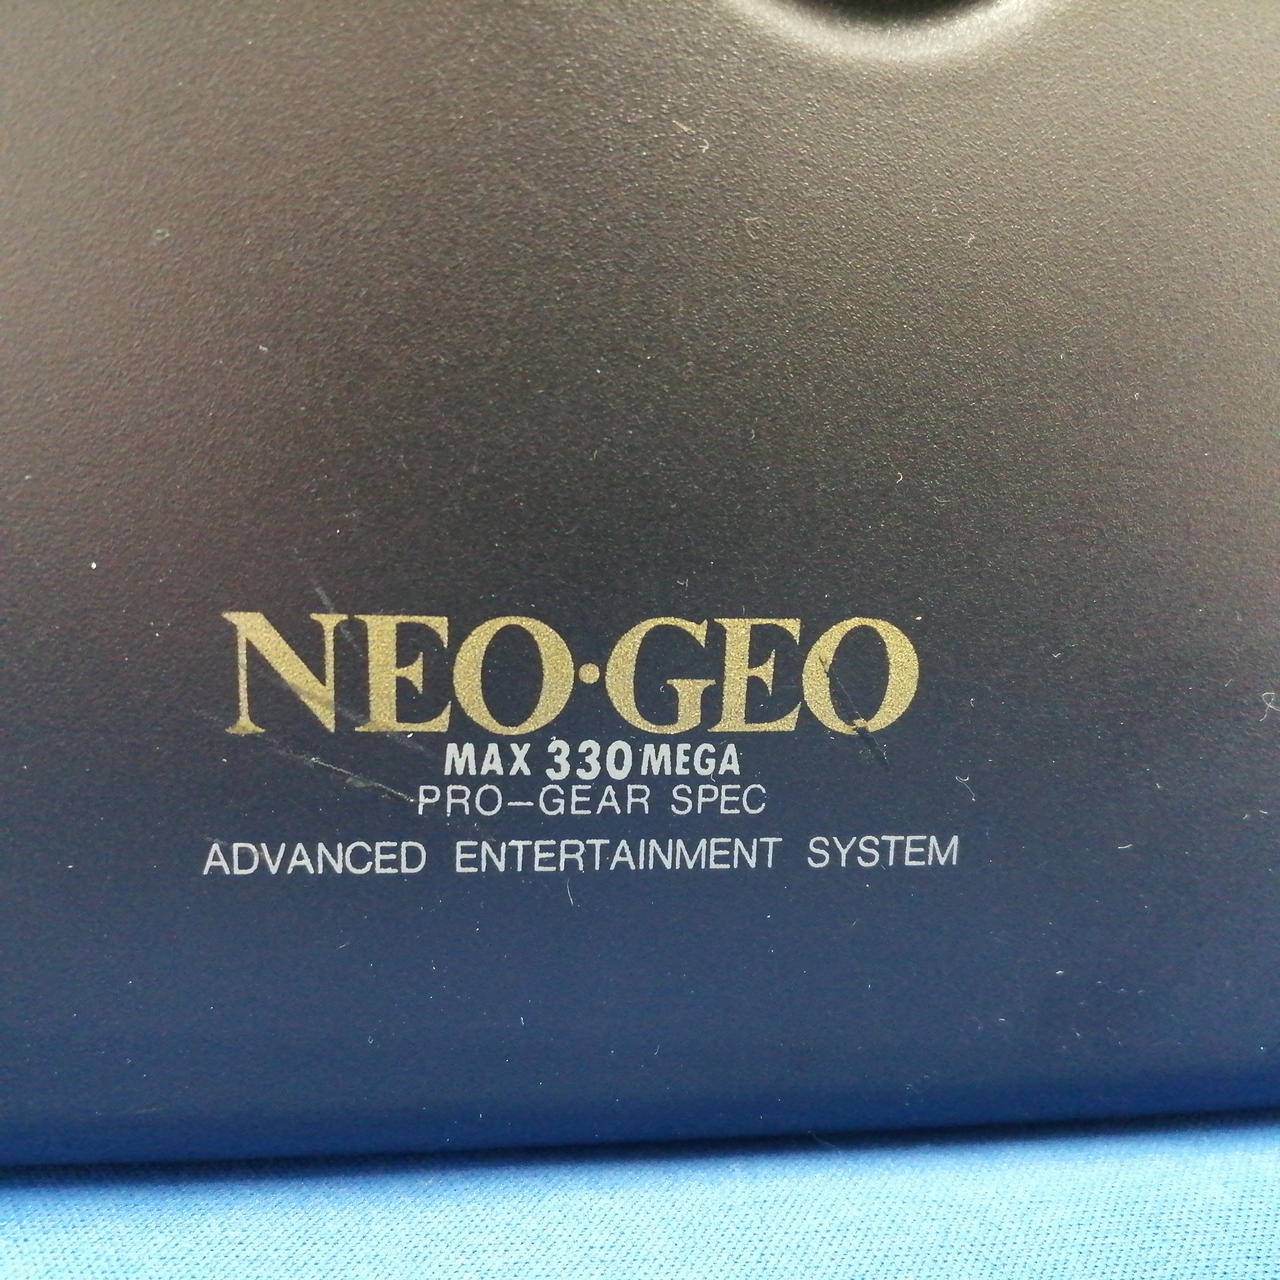 NEO·GEO
MAX 330 MEGA
PRO-GEAR SPEC
ADVANCED ENTERTAINMENT SYSTEM